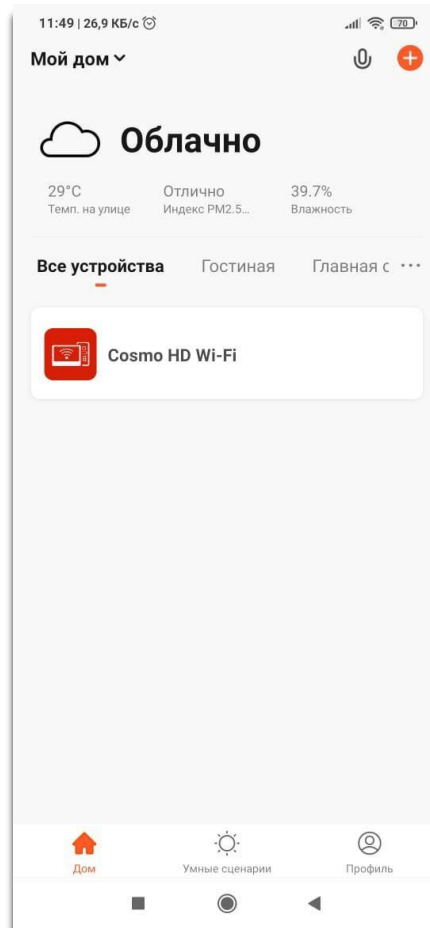 11:49 | 26,9 КБ/с
70
Мой дом
Облачно
29°C Отлично 39.7%
Темп. на улице Индекс PM2.5... Влажность
Все устройства Гостиная Главная с ...
Cosmo HD Wi-Fi
Дом Умные сценарии Профиль